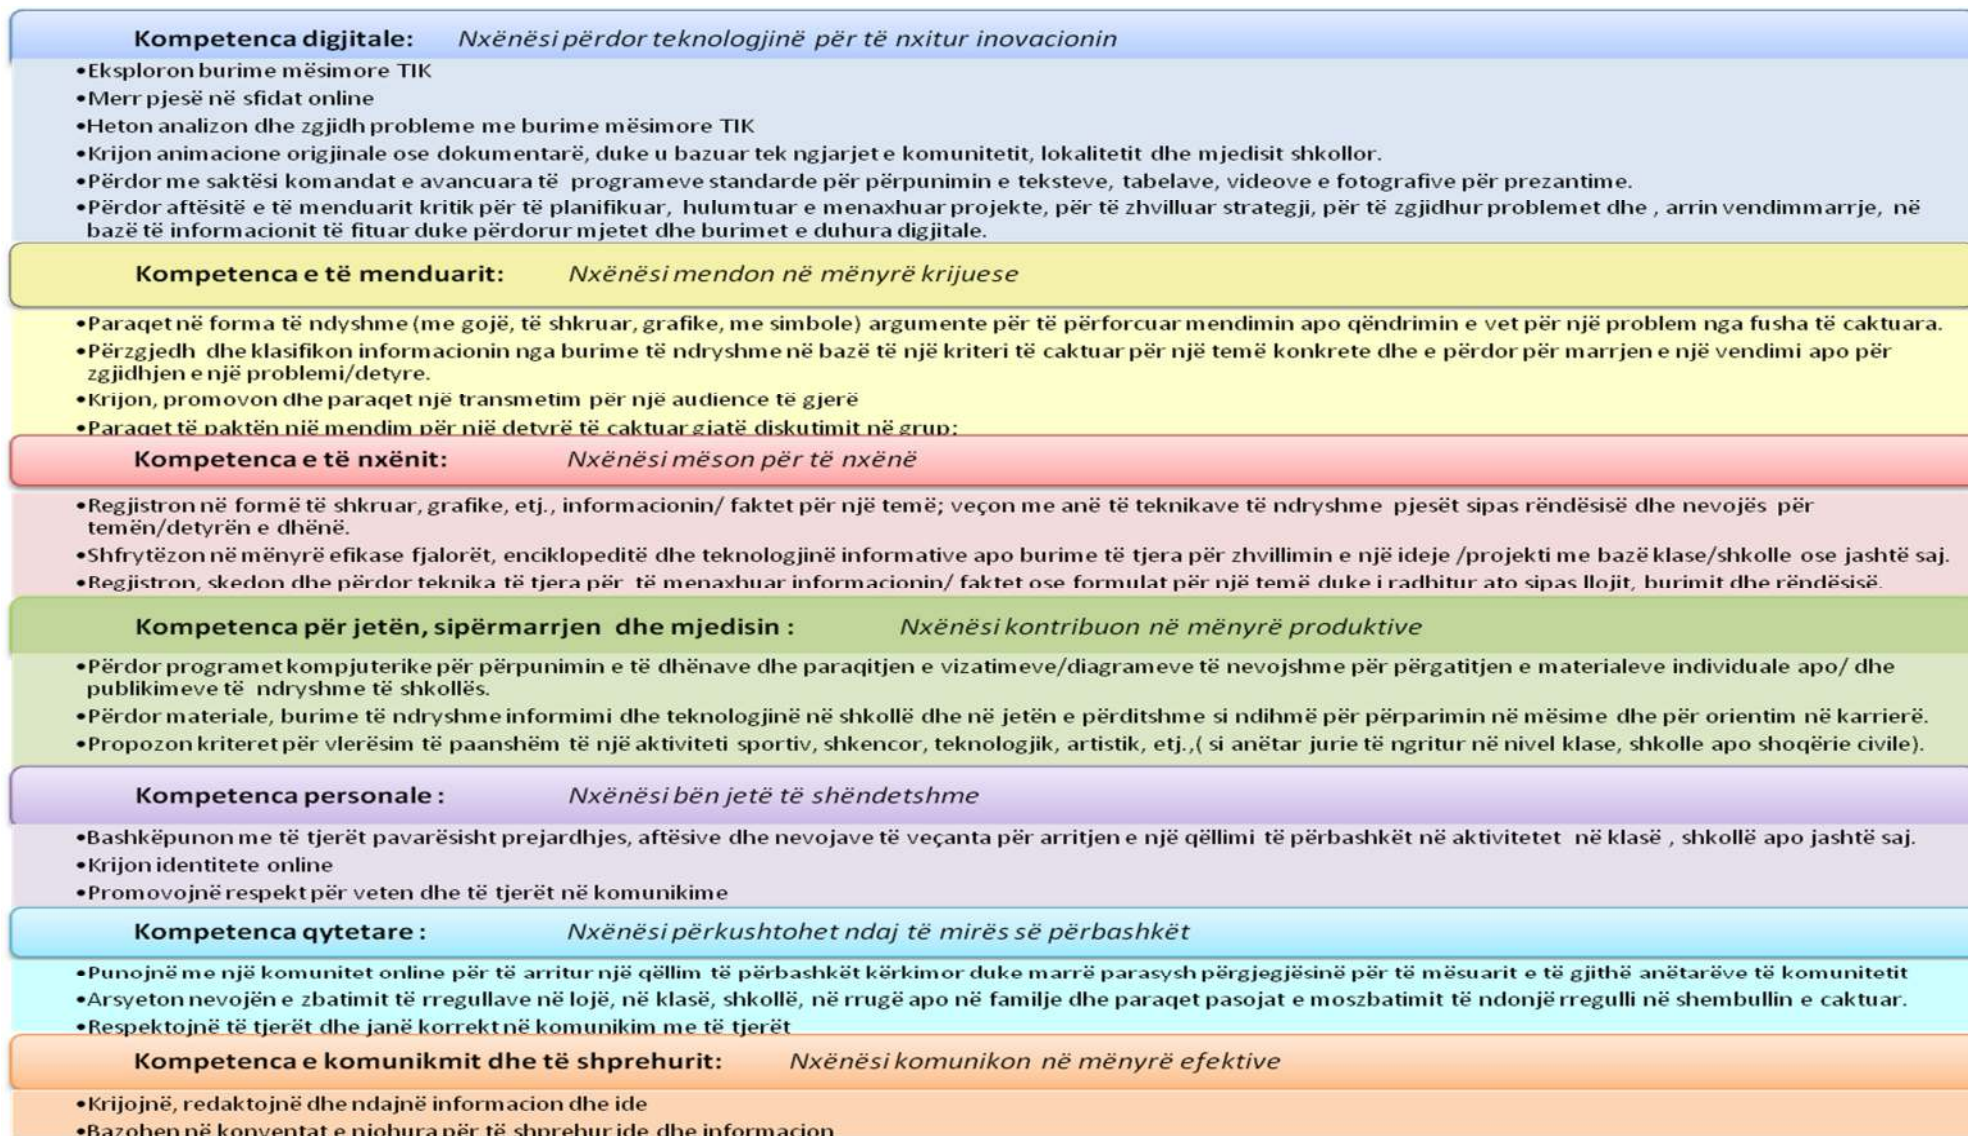 Kompetenca digjitale: Nxënësi përdor teknologjinë për të nxitur inovacionin
•Eksploron burime mësimore TIK
•Merr pjesë në sfidat online
•Heton analizon dhe zgjidh probleme me burime mësimore TIK
•Krijon animacione origjinale ose dokumentarë, duke u bazuar tek ngjarjet e komunitetit, lokalitetit dhe mjedisit shkollor.
•Përdor me saktësi komandat e avancuara të programeve standarde për përpunimin e teksteve, tabelave, videove e fotografive për prezantime.
•Përdor aftësitë e të menduarit kritik për të planifikuar, hulumtuar e menaxhuar projekte, për të zhvilluar strategji, për të zgjidhur problemet dhe , arrin vendimmarrje, në
bazë të informacionit të fituar duke përdorur mjetet dhe burimet e duhura digjitale.
Kompetenca e të menduarit: Nxënësi mendon në mënyrë krijuese
•Paraqet në forma të ndyshme (me gojë, të shkruar, grafike, me simbole) argumente për të përforcuar mendimin apo qëndrimin e vet për një problem nga fusha të caktuara.
•Përzgjedh dhe klasifikon informacionin nga burime të ndryshme në bazë të një kriteri të caktuar për një temë konkrete dhe e përdor për marrjen e një vendimi apo për
zgjidhjen e një problemi/detyre.
•Krijon, promovon dhe paraqet një transmetim për një audience të gjerë
•Paraqet të paktën një mendim për një detyrë të caktuar gjatë diskutimit në grup;
Kompetenca e të nxënit: Nxënësi mëson për të nxënë
•Regjistron në formë të shkruar, grafike, etj., informacionin/ faktet për një temë; veçon me anë të teknikave të ndryshme pjesët sipas rëndësisë dhe nevojës për
temën/detyrën e dhënë.
•Shfrytëzon në mënyrë efikase fjalorët, enciklopeditë dhe teknologjinë informative apo burime të tjera për zhvillimin e një ideje /projekti me bazë klase/shkolle ose jashtë saj.
•Regjistron, skedon dhe përdor teknika të tjera për të menaxhuar informacionin/ faktet ose formulat për një temë duke i radhitur ato sipas llojit, burimit dhe rëndësisë.
Kompetenca për jetën, sipërmarrjen dhe mjedisin : Nxënësi kontribuon në mënyrë produktive
•Përdor programet kompjuterike për përpunimin e të dhënave dhe paraqitjen e vizatimeve/diagrameve të nevojshme për përgatitjen e materialeve individuale apo/ dhe
publikimeve të ndryshme të shkollës.
•Përdor materiale, burime të ndryshme informimi dhe teknologjinë në shkollë dhe në jetën e përditshme si ndihmë për përparimin në mësime dhe për orientim në karrierë.
•Propozon kriteret për vlerësim të paanshëm të një aktiviteti sportiv, shkencor, teknologjik, artistik, etj.,( si anëtar jurie të ngritur në nivel klase, shkolle apo shoqërie civile).
Kompetenca personale : Nxënësi bën jetë të shëndetshme
•Bashkëpunon me të tjerët pavarësisht prejardhjes, aftësive dhe nevojave të veçanta për arritjen e një qëllimi të përbashkët në aktivitetet në klasë , shkollë apo jashtë saj.
•Krijon identitete online
•Promovojnë respekt për veten dhe të tjerët në komunikime
Kompetenca qytetare : Nxënësi përkushtohet ndaj të mirës së përbashkët
•Punojnë me një komunitet online për të arritur një qëllim të përbashkët kërkimor duke marrë parasysh përgjegjësinë për të mësuarit e të gjithë anëtarëve të komunitetit
•Arsyeton nevojën e zbatimit të rregullave në lojë, në klasë, shkollë, në rrugë apo në familje dhe paraqet pasojat e moszbatimit të ndonjë rregulli në shembullin e caktuar.
•Respektojnë të tjerët dhe janë korrekt në komunikim me të tjerët
Kompetenca e komunikmit dhe të shprehurit: Nxënësi komunikon në mënyrë efektive
•Krijojnë, redaktojnë dhe ndajnë informacion dhe ide
•Bazohen në konventat e njohura për të shprehur ide dhe informacion